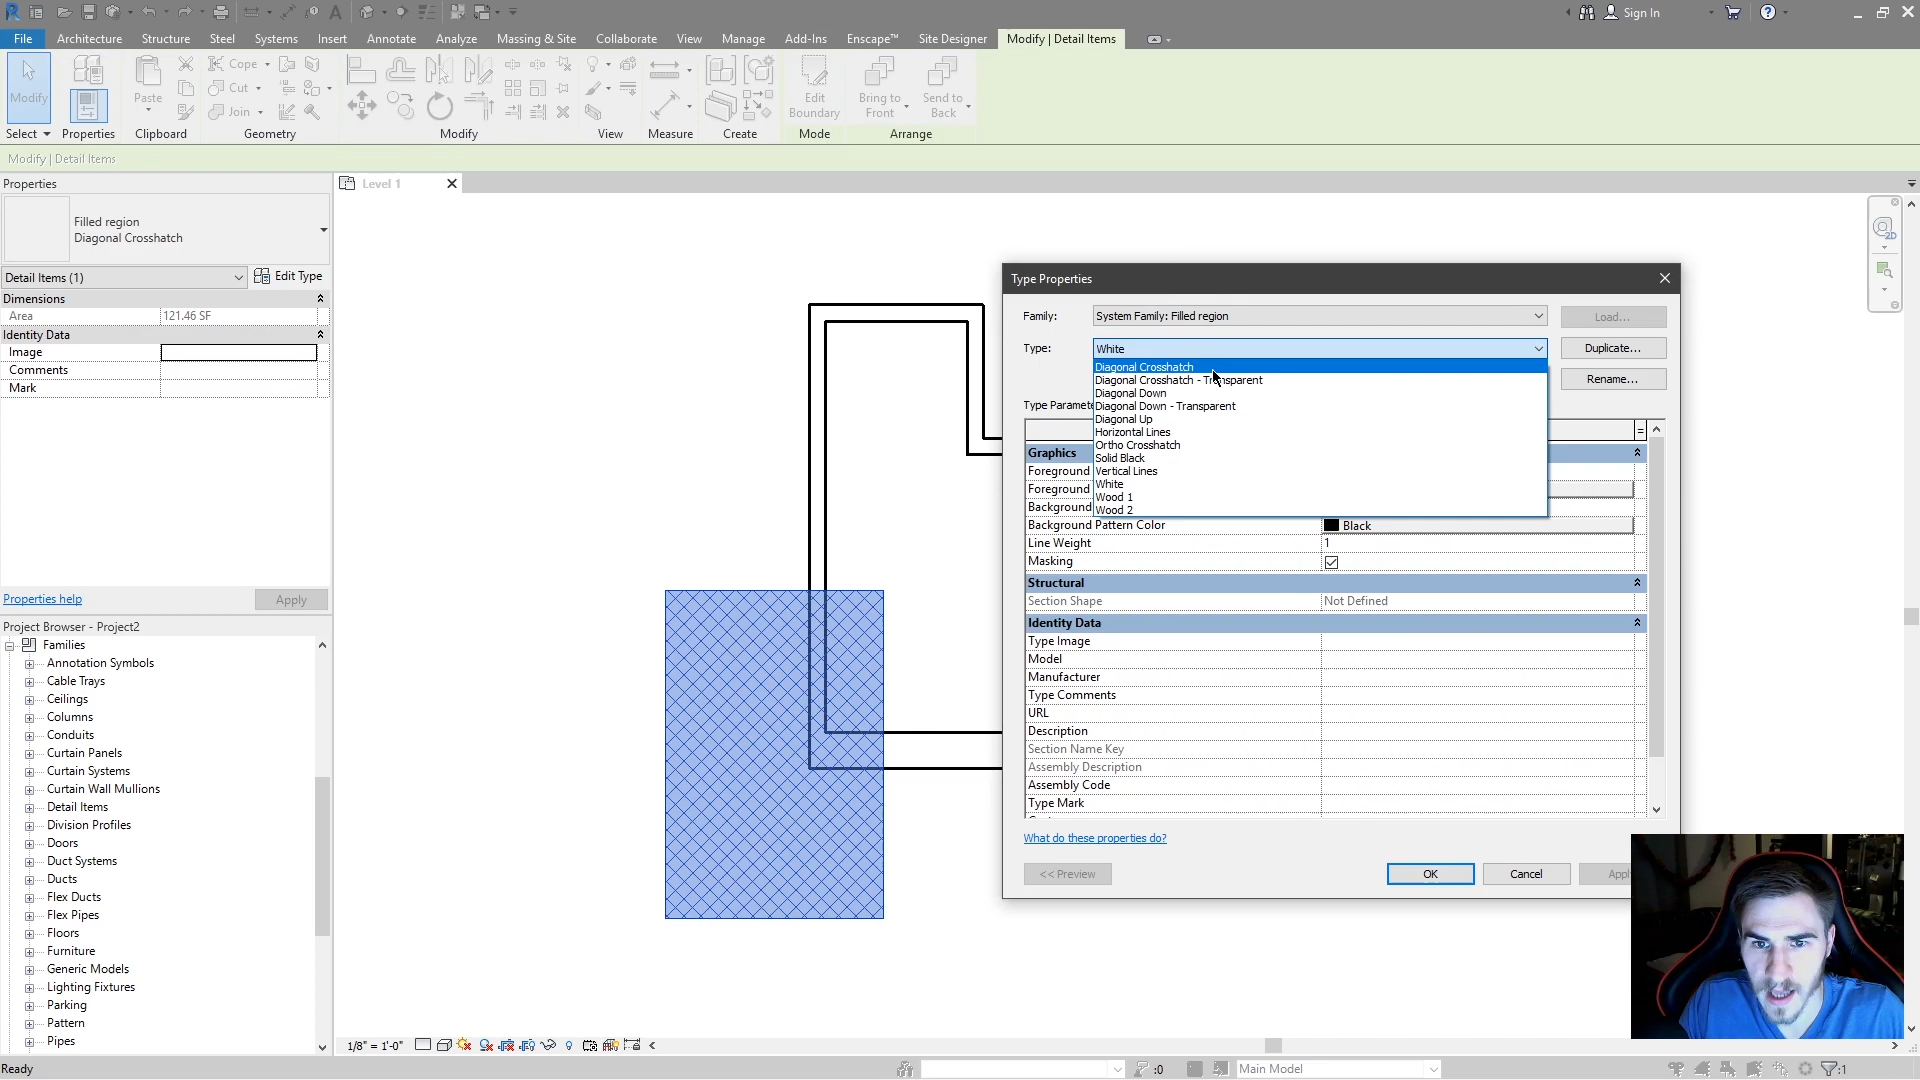 Sign In
File
Architecture
Structure
Steel
Systems
Insert
Annotate
Analyze
Massing & Site
Collaborate
View
Manage
Add-Ins
Enscape™
Site Designer
Modify | Detail Items
Modify
Paste
Cope
Cut
Join
Edit Boundary
Bring to Front
Send to Back
Select
Properties
Clipboard
Geometry
Modify
View
Measure
Create
Mode
Arrange
Modify | Detail Items
Properties
Level 1
Filled region
Diagonal Crosshatch
Detail Items (1)
Edit Type
Dimensions
Area 121.46 SF
Identity Data
Image
Comments
Mark
Properties help
Apply
Project Browser - Project2
Families
Annotation Symbols
Cable Trays
Ceilings
Columns
Conduits
Curtain Panels
Curtain Systems
Curtain Wall Mullions
Detail Items
Division Profiles
Doors
Duct Systems
Ducts
Flex Ducts
Flex Pipes
Floors
Furniture
Generic Models
Lighting Fixtures
Parking
Pattern
Pipes
Type Properties
Family: System Family: Filled region Load...
Type: White Duplicate...
Rename...
Diagonal Crosshatch
Diagonal Crosshatch - Transparent
Diagonal Down
Diagonal Down - Transparent
Diagonal Up
Horizontal Lines
Ortho Crosshatch
Solid Black
Vertical Lines
White
Wood 1
Wood 2
Type Paramete
=
Graphics
Foreground
Foreground
Background
Background Pattern Color Black
Line Weight 1
Masking
Structural
Section Shape Not Defined
Identity Data
Type Image
Model
Manufacturer
Type Comments
URL
Description
Section Name Key
Assembly Description
Assembly Code
Type Mark
What do these properties do?
<< Preview
OK
Cancel
Appl
2D
1/8" = 1'-0"
Ready
:0
Main Model
:1